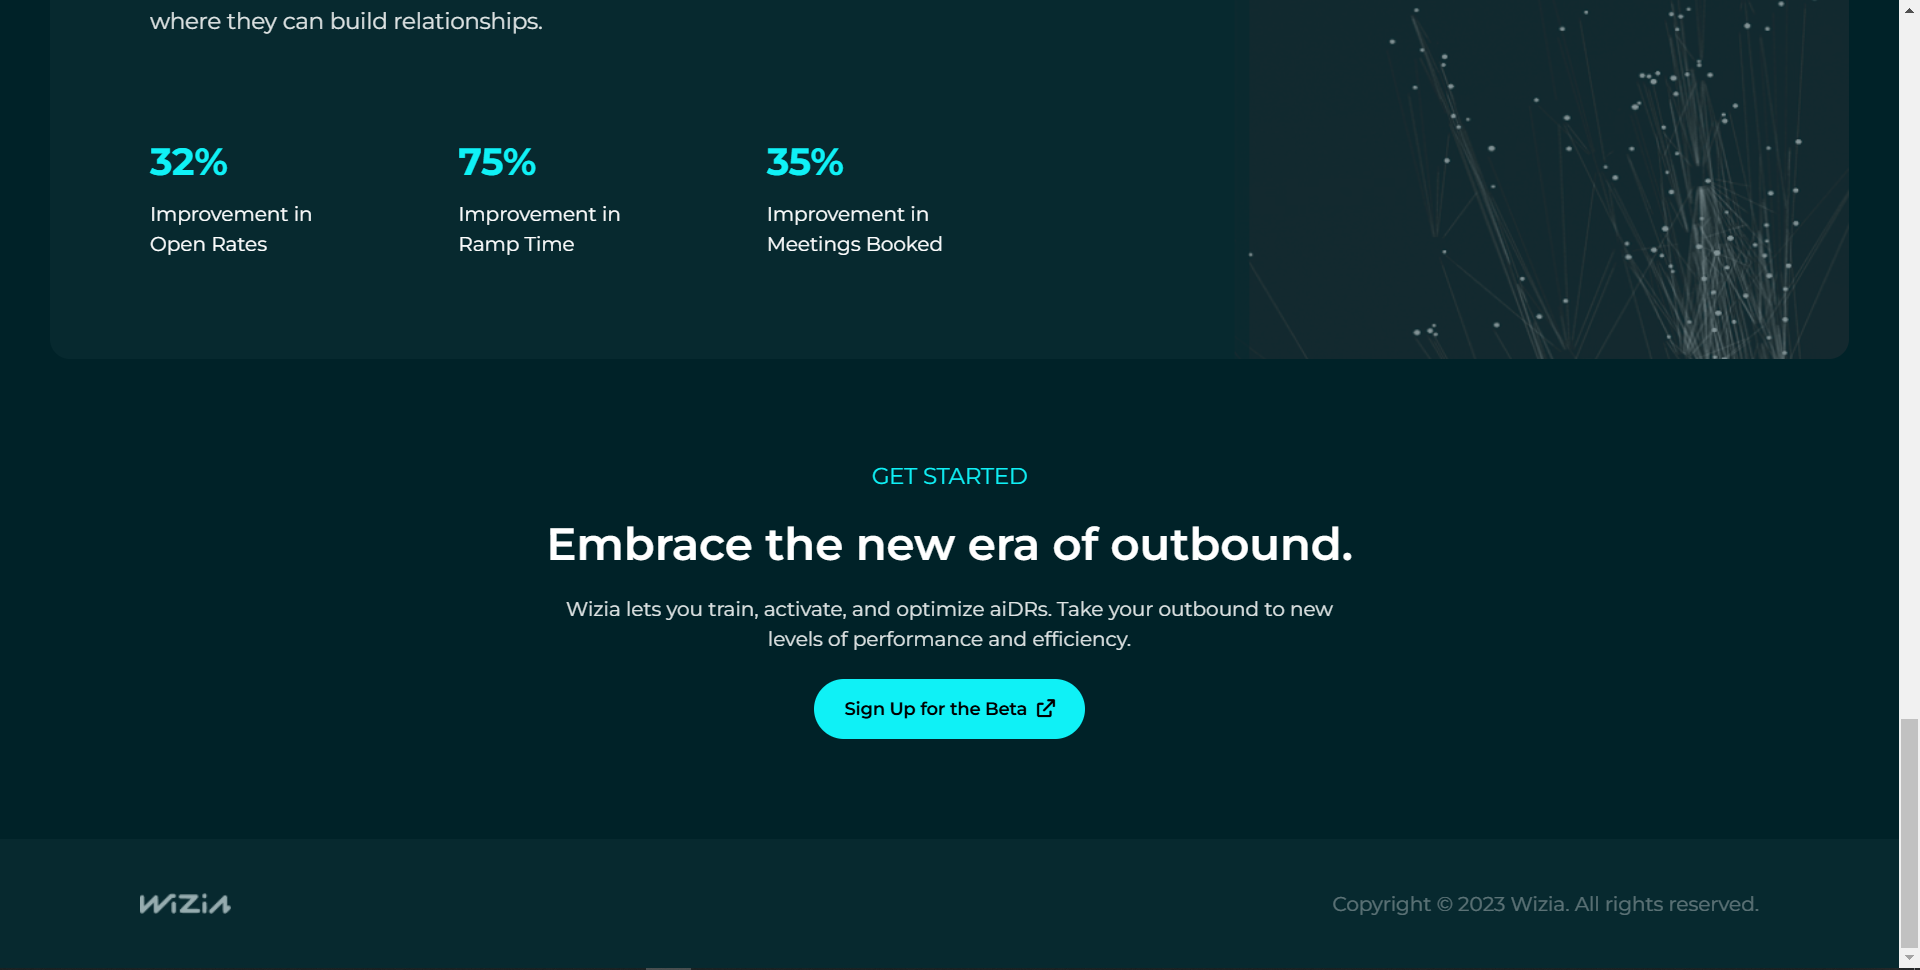 where they can build relationships.
32%
Improvement in
Open Rates
75%
Improvement in
Ramp Time
35%
Improvement in
Meetings Booked
GET STARTED
Embrace the new era of outbound.
Wizia lets you train, activate, and optimize aiDRs. Take your outbound to new
levels of performance and efficiency.
Sign Up for the Beta
WiZiA
Copyright © 2023 Wizia. All rights reserved.